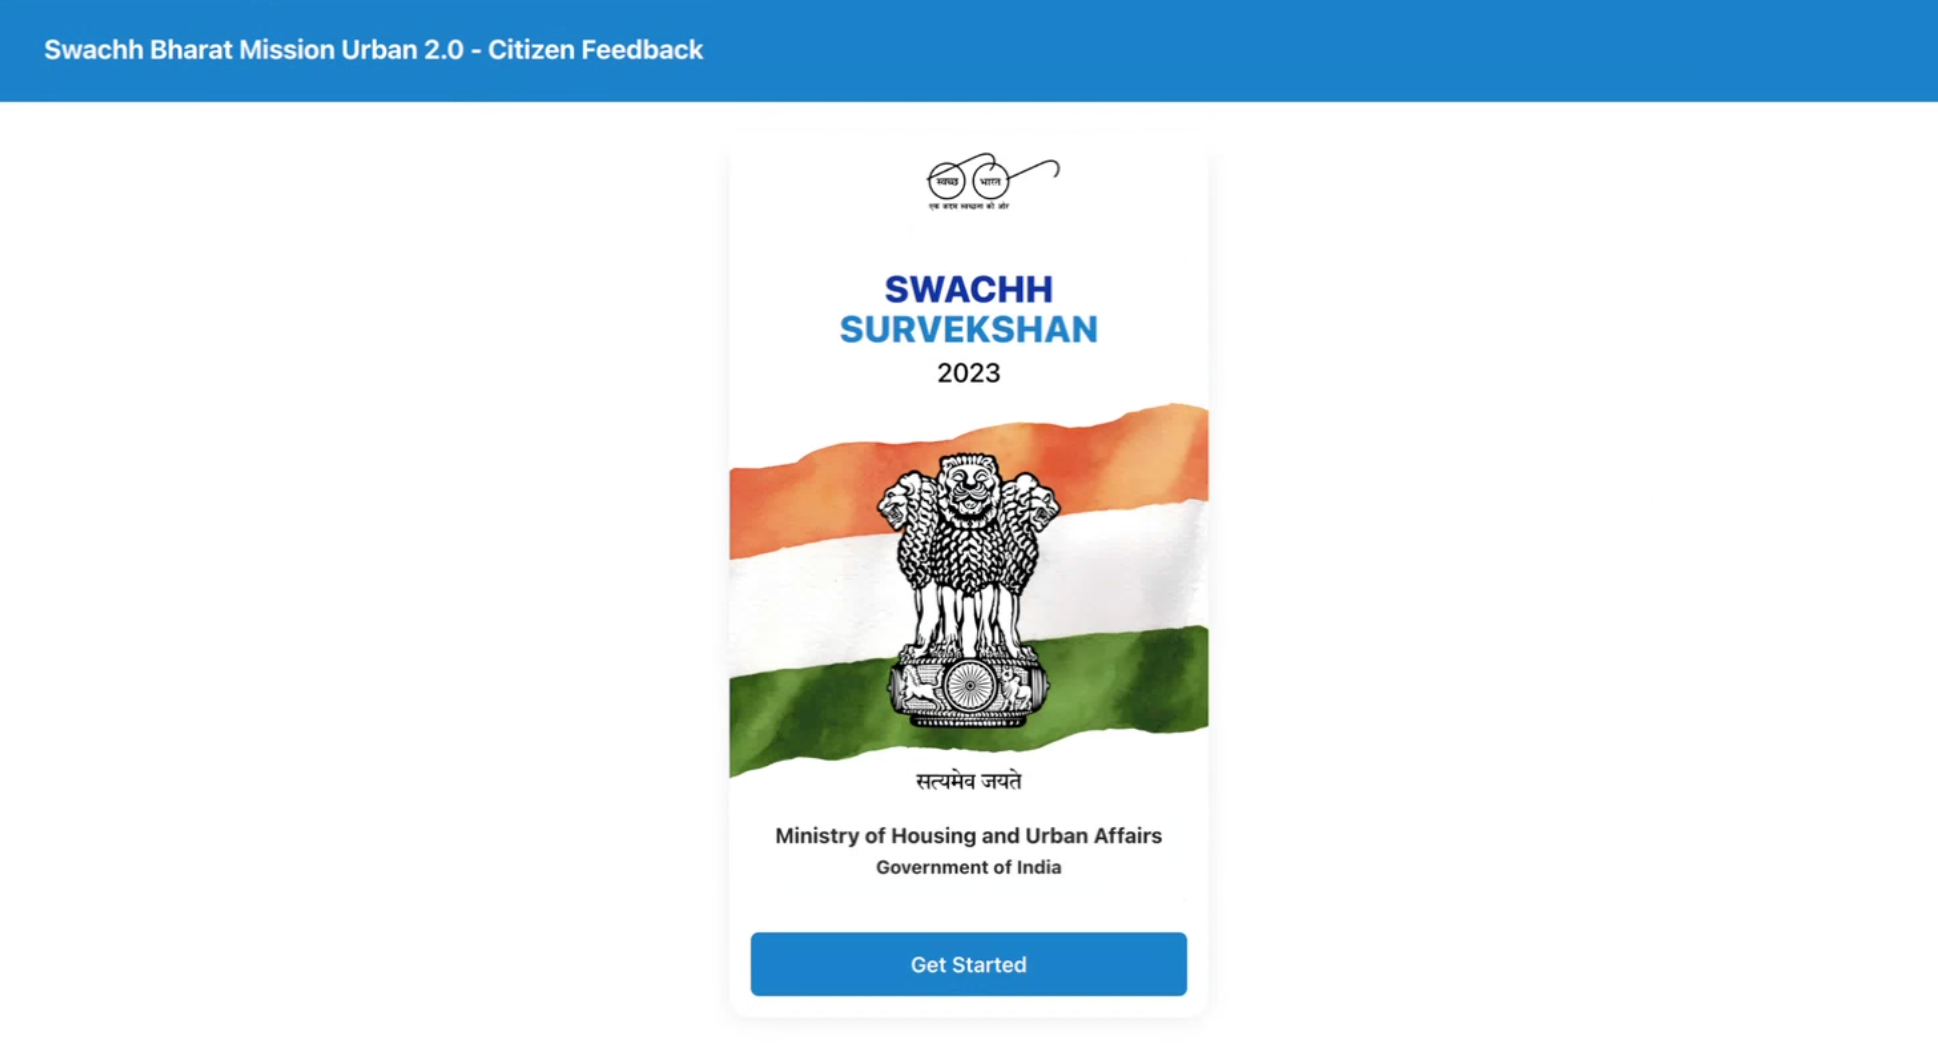 Swachh Bharat Mission Urban 2.0 - Citizen Feedback
स्वच्छ भारत
एक कदम स्वच्छता की ओर
SWACHH
SURVEKSHAN
2023
सत्यमेव जयते
Ministry of Housing and Urban Affairs
Government of India
Get Started